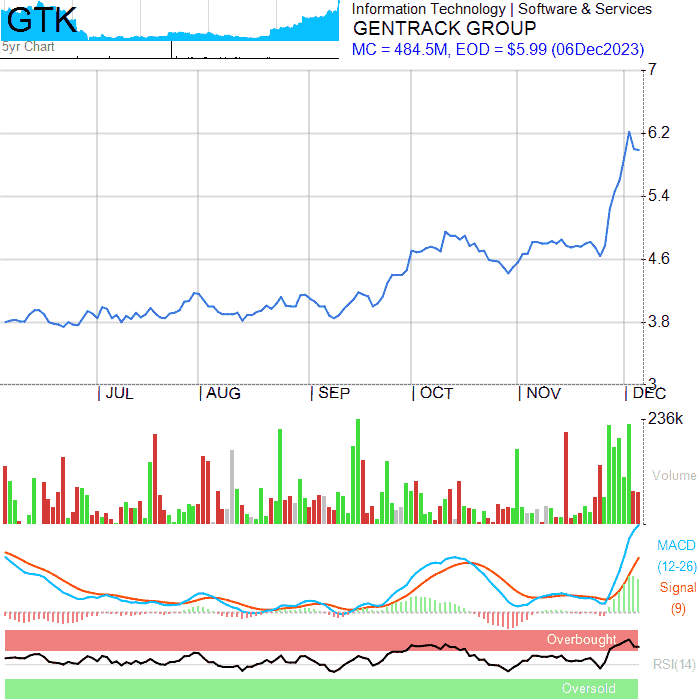 GTK
5yr Chart
Information Technology | Software & Services
GENTRACK GROUP
MC = 484.5M, EOD = $5.99 (06Dec2023)
7
6.2
5.4
4.6
3.8
3
JUL
AUG
SEP
OCT
NOV
DEC
236k
Volume
MACD
(12-26)
Signal
(9)
Overbought
RSI(14)
Oversold